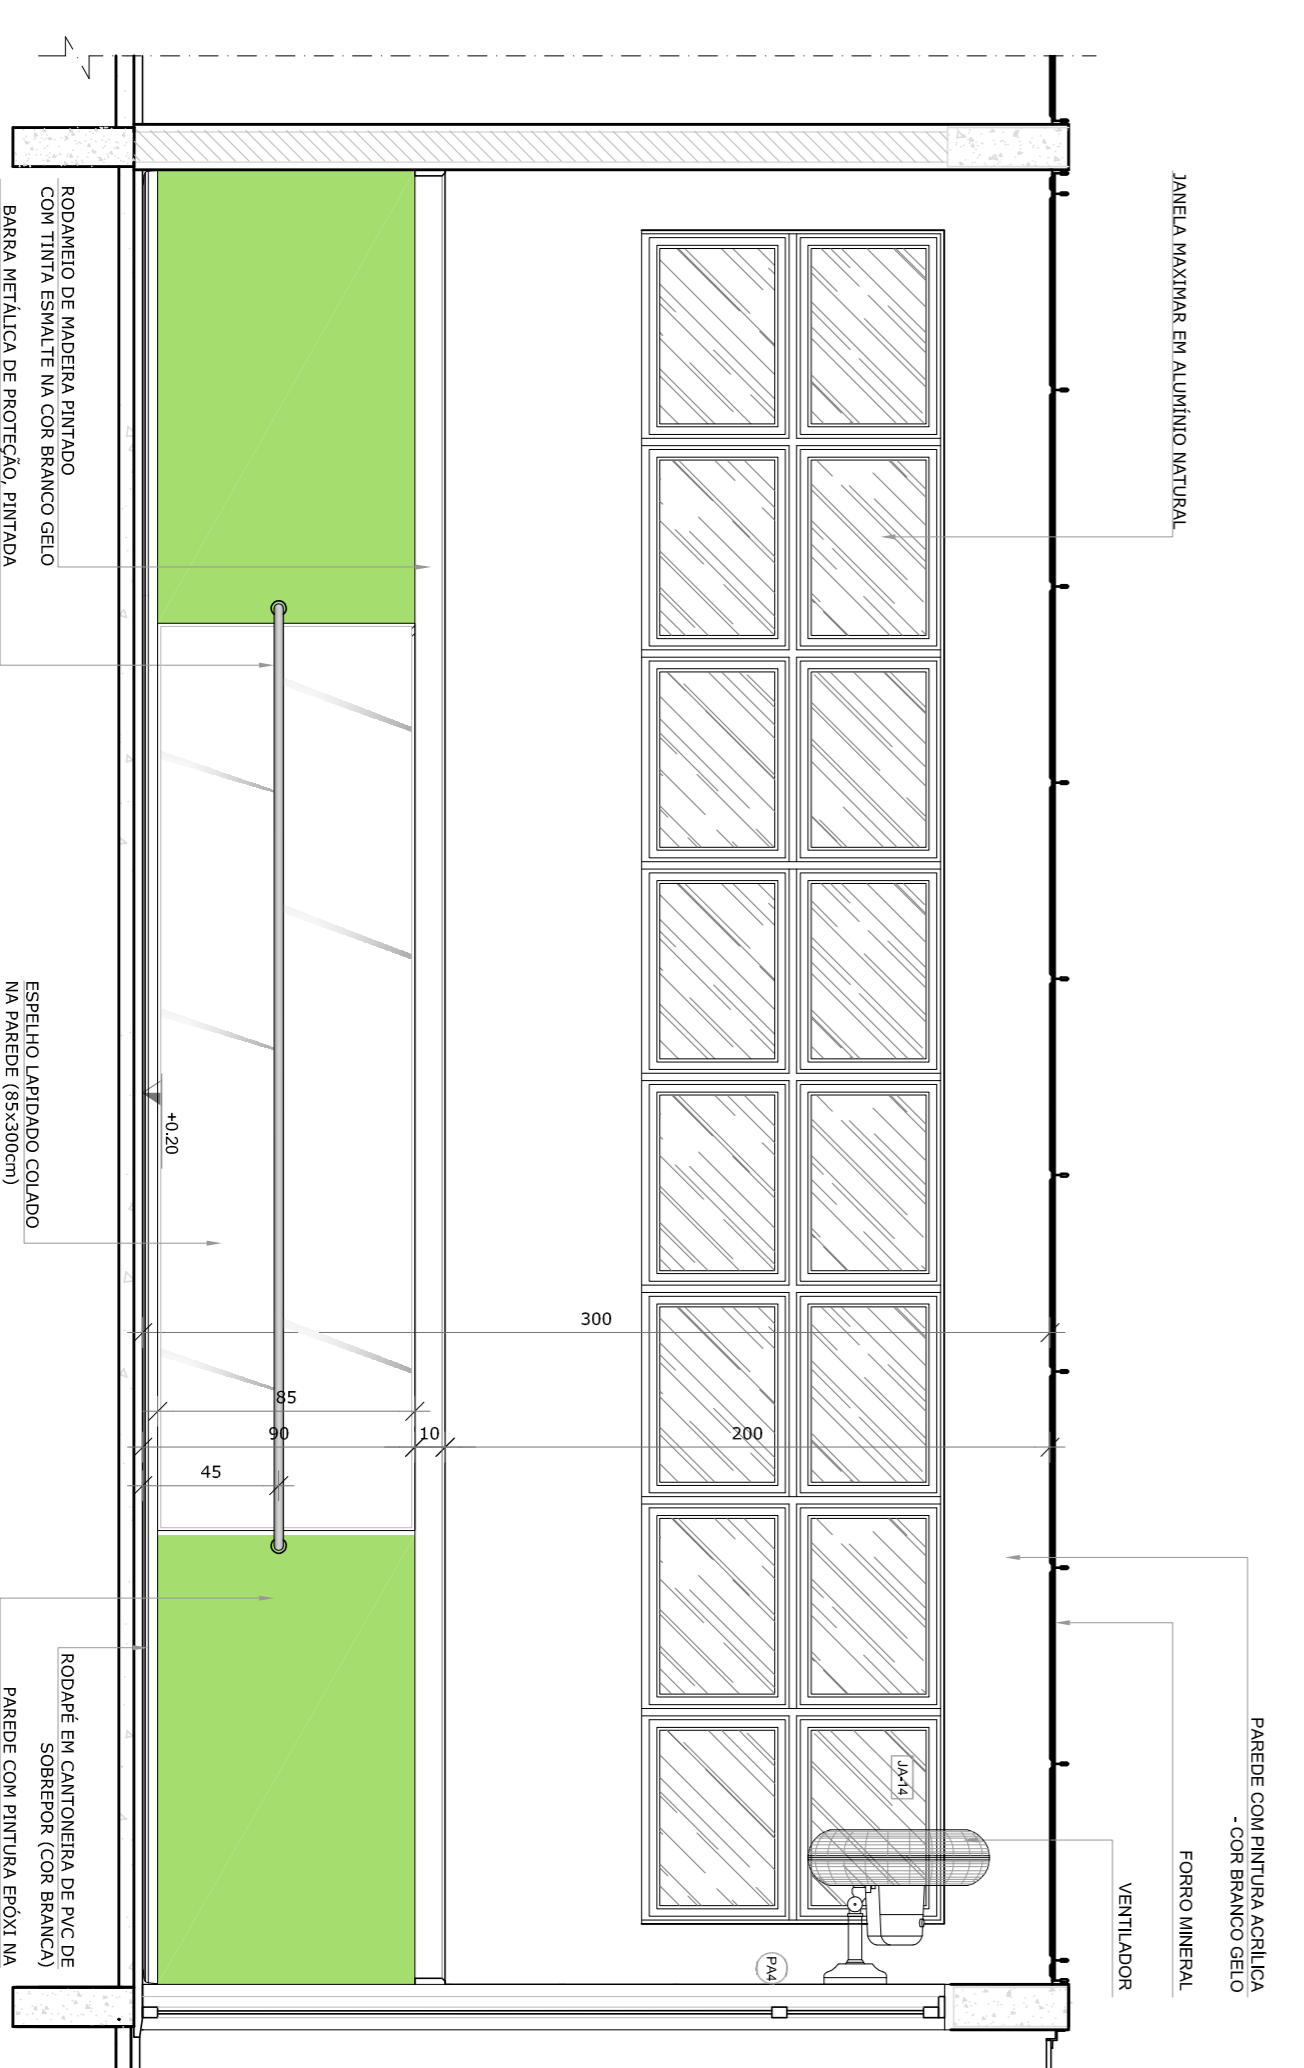 JANELA MAXIMAR EM ALUMÍNIO NATURAL
PAREDE COM PINTURA ACRÍLICA
- COR BRANCO GELO
FORRO MINERAL
VENTILADOR
JA-14
PA4
300
85
90
10
200
45
+0.20
RODAMEIO DE MADEIRA PINTADO
COM TINTA ESMALTE NA COR BRANCO GELO
BARRA METÁLICA DE PROTEÇÃO, PINTADA
ESPELHO LAPIDADO COLADO
NA PAREDE (85x300cm)
RODAPÉ EM CANTONEIRA DE PVC DE
SOBREPOR (COR BRANCA)
PAREDE COM PINTURA EPÓXI NA